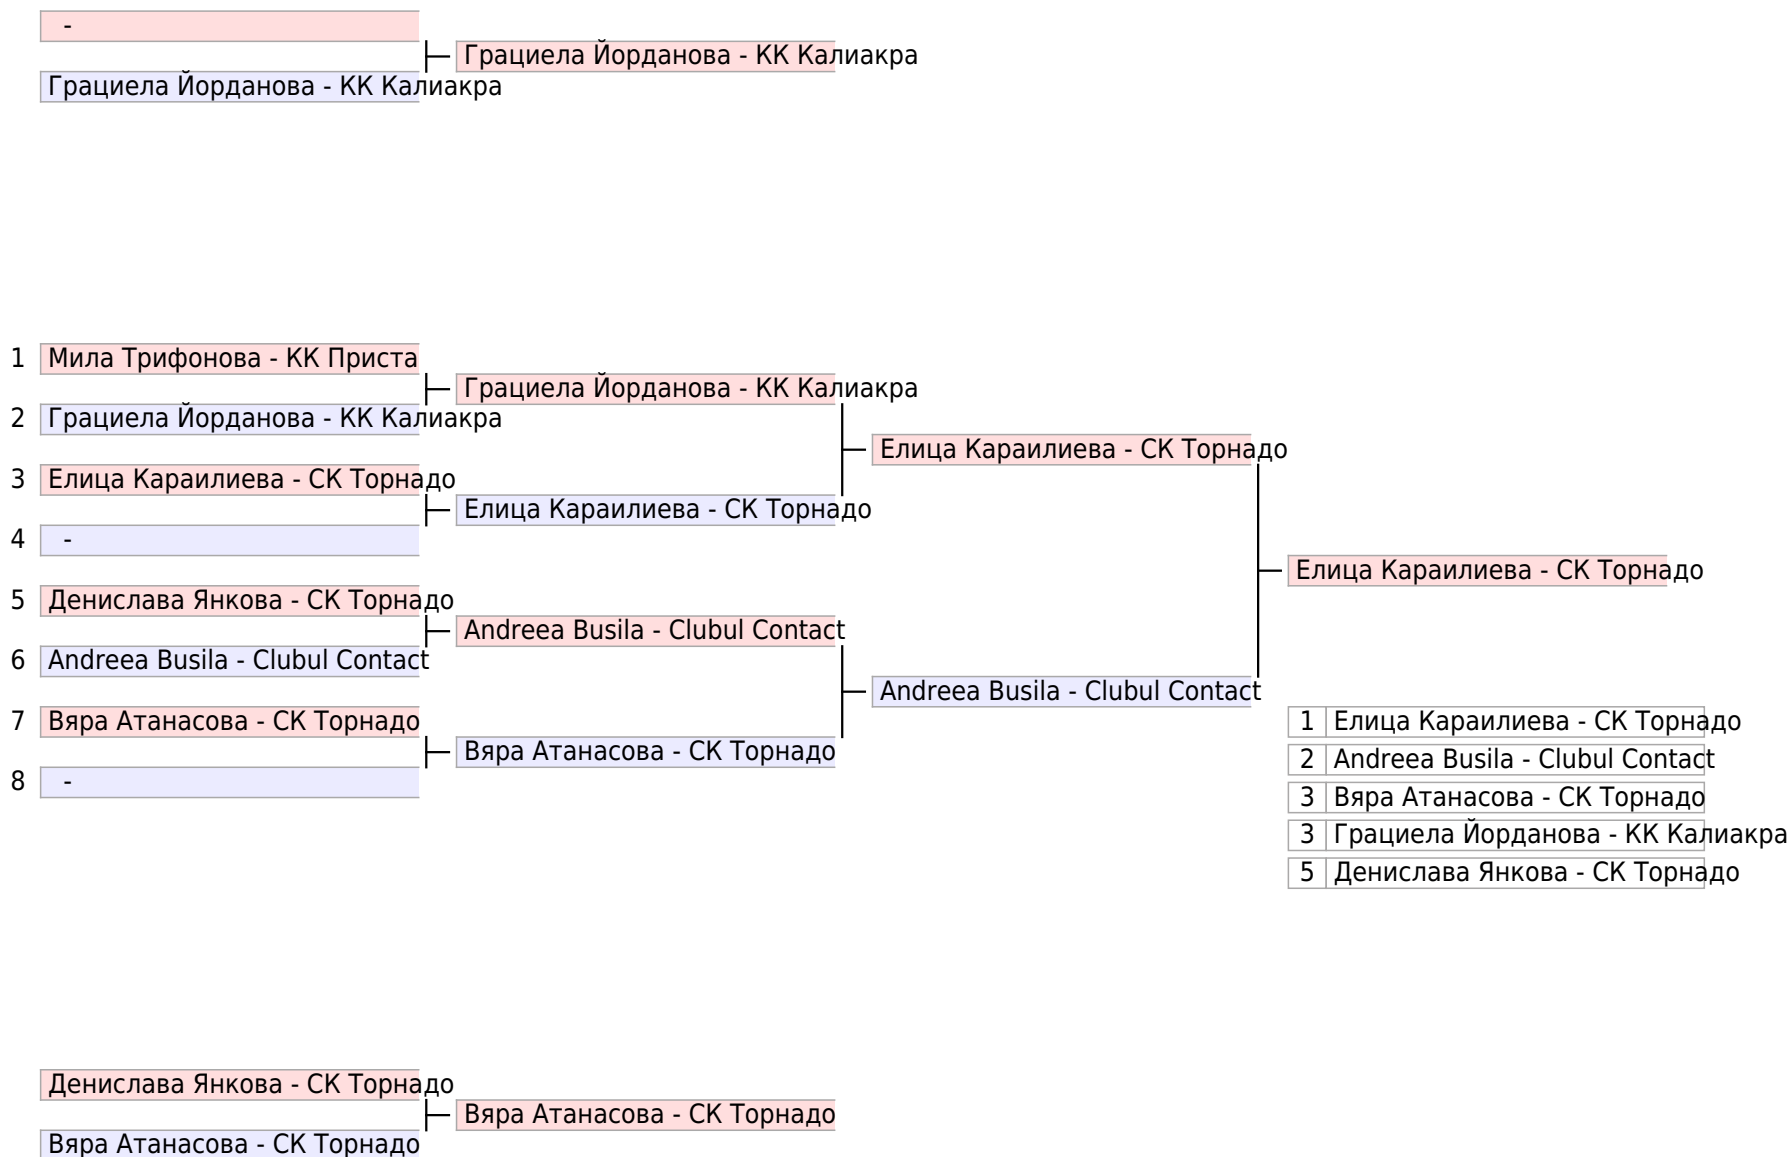 -
Грациела Йорданова - КК Калиакра
Грациела Йорданова - КК Калиакра
1 Мила Трифонова - КК Приста
Грациела Йорданова - КК Калиакра
2 Грациела Йорданова - КК Калиакра
Елица Караилиева - СК Торнадо
3 Елица Караилиева - СК Торнадо
Елица Караилиева - СК Торнадо
4 -
Елица Караилиева - СК Торнадо
5 Денислава Янкова - СК Торнадо
Andreea Busila - Clubul Contact
6 Andreea Busila - Clubul Contact
Andreea Busila - Clubul Contact
7 Вяра Атанасова - СК Торнадо
Вяра Атанасова - СК Торнадо
8 -
1 Елица Караилиева - СК Торнадо
2 Andreea Busila - Clubul Contact
3 Вяра Атанасова - СК Торнадо
3 Грациела Йорданова - КК Калиакра
5 Денислава Янкова - СК Торнадо
Денислава Янкова - СК Торнадо
Вяра Атанасова - СК Торнадо
Вяра Атанасова - СК Торнадо